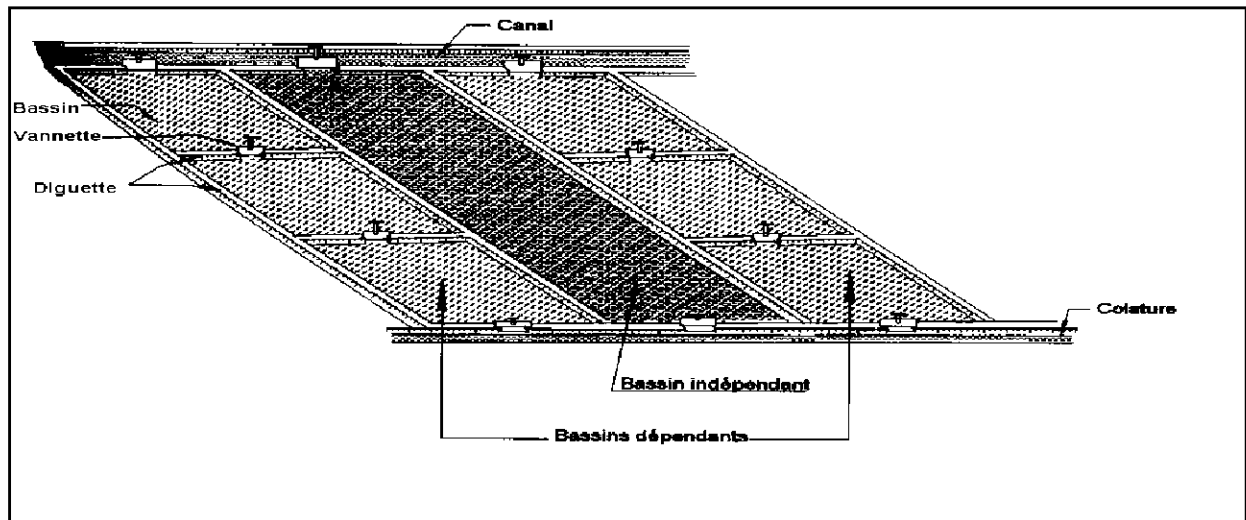 Canal
Bassin
Vannette
Diguette
Colature
Bassin indépendant
Bassins dépendants